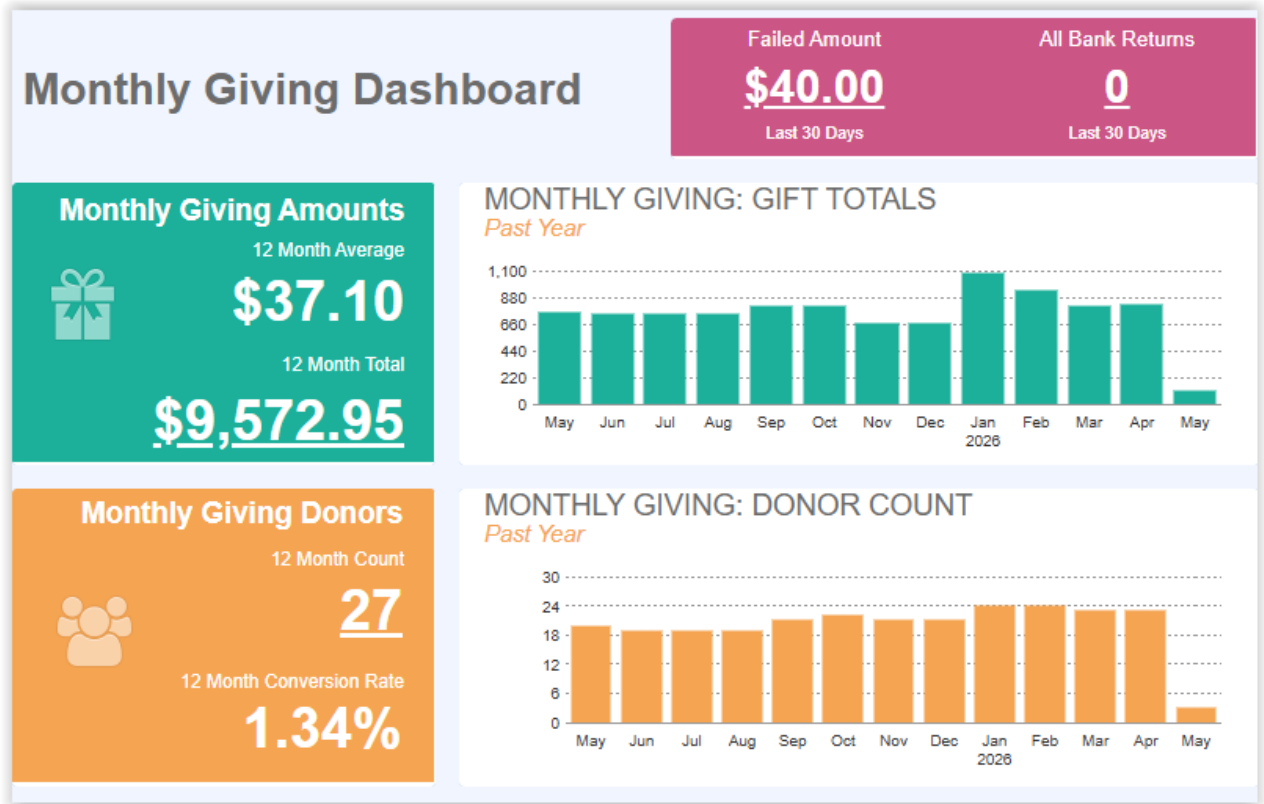 Monthly Giving Dashboard
Failed Amount
$40.00
Last 30 Days
All Bank Returns
0
Last 30 Days
Monthly Giving Amounts
12 Month Average
$37.10
12 Month Total
$9,572.95
MONTHLY GIVING: GIFT TOTALS
Past Year
1,100
880
660
440
220
0
May Jun Jul Aug Sep Oct Nov Dec Jan Feb Mar Apr May
2026
Monthly Giving Donors
12 Month Count
27
12 Month Conversion Rate
1.34%
MONTHLY GIVING: DONOR COUNT
Past Year
30
24
18
12
6
0
May Jun Jul Aug Sep Oct Nov Dec Jan Feb Mar Apr May
2026